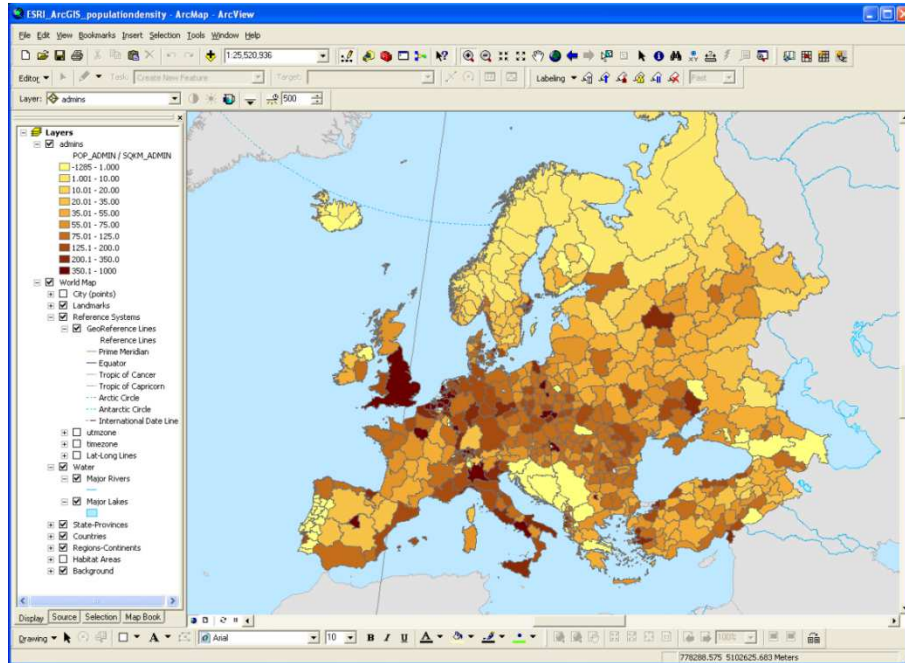 ESRI_ArcGIS_populationdensity - ArcMap - ArcView
File Edit View Bookmarks Insert Selection Tools Window Help
1:25,520,936
Editor Task: Create New Feature Target: Labeling Fast
Layer: admins 500
Layers
admins
POP_ADMIN / SQKM_ADMIN
-1285 - 1.000
1.001 - 10.00
10.01 - 20.00
20.01 - 35.00
35.01 - 55.00
55.01 - 75.00
75.01 - 125.0
125.1 - 200.0
200.1 - 350.0
350.1 - 1000
World Map
City (points)
Landmarks
Reference Systems
GeoReference Lines
Reference Lines
Prime Meridian
Equator
Tropic of Cancer
Tropic of Capricorn
Arctic Circle
Antarctic Circle
International Date Line
utmzone
timezone
Lat-Long Lines
Water
Major Rivers
Major Lakes
State-Provinces
Countries
Regions-Continents
Habitat Areas
Background
Display Source Selection Map Book
Drawing A Arial 10 B I U A 100%
778288.575 5102625.683 Meters